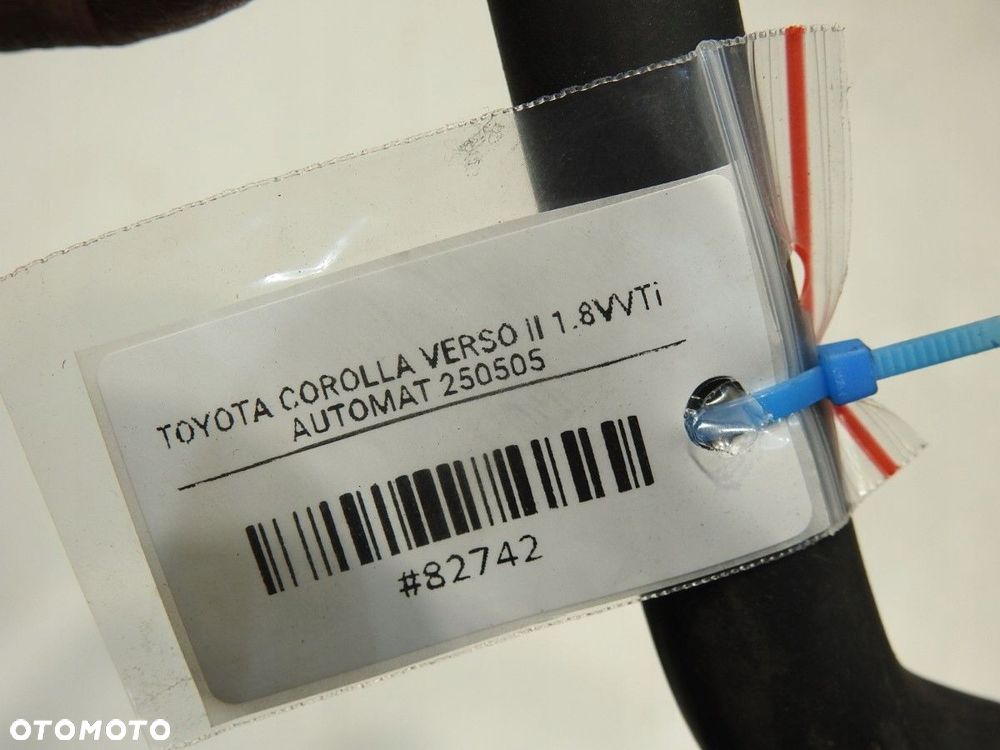 TOYOTA COROLLA VERSO II 1.8VVTi
AUTOMAT 250505
#82742
OTOMOTO